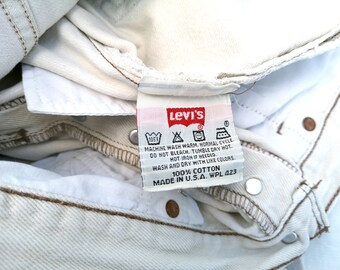 LEVI'S
MACHINE WASH WARM. NORMAL CYCLE.
DO NOT BLEACH. TUMBLE DRY HOT.
HOT IRON IF NEEDED.
WASH AND DRY WITH LIKE COLORS.
100% COTTON
MADE IN U.S.A. WPL 423